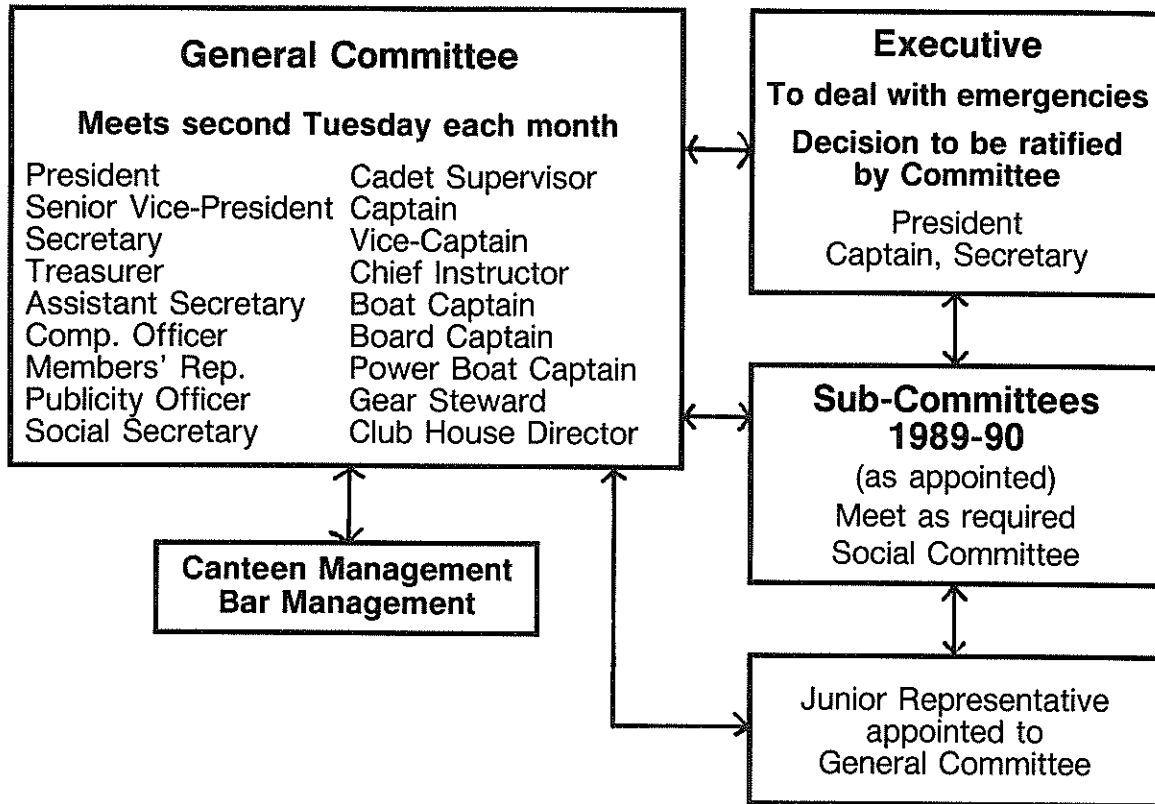 General Committee
Meets second Tuesday each month
President
Senior Vice-President
Secretary
Treasurer
Assistant Secretary
Comp. Officer
Members' Rep.
Publicity Officer
Social Secretary
Cadet Supervisor
Captain
Vice-Captain
Chief Instructor
Boat Captain
Board Captain
Power Boat Captain
Gear Steward
Club House Director
Executive
To deal with emergencies
Decision to be ratified
by Committee
President
Captain, Secretary
Sub-Committees
1989-90
(as appointed)
Meet as required
Social Committee
Canteen Management
Bar Management
Junior Representative
appointed to
General Committee